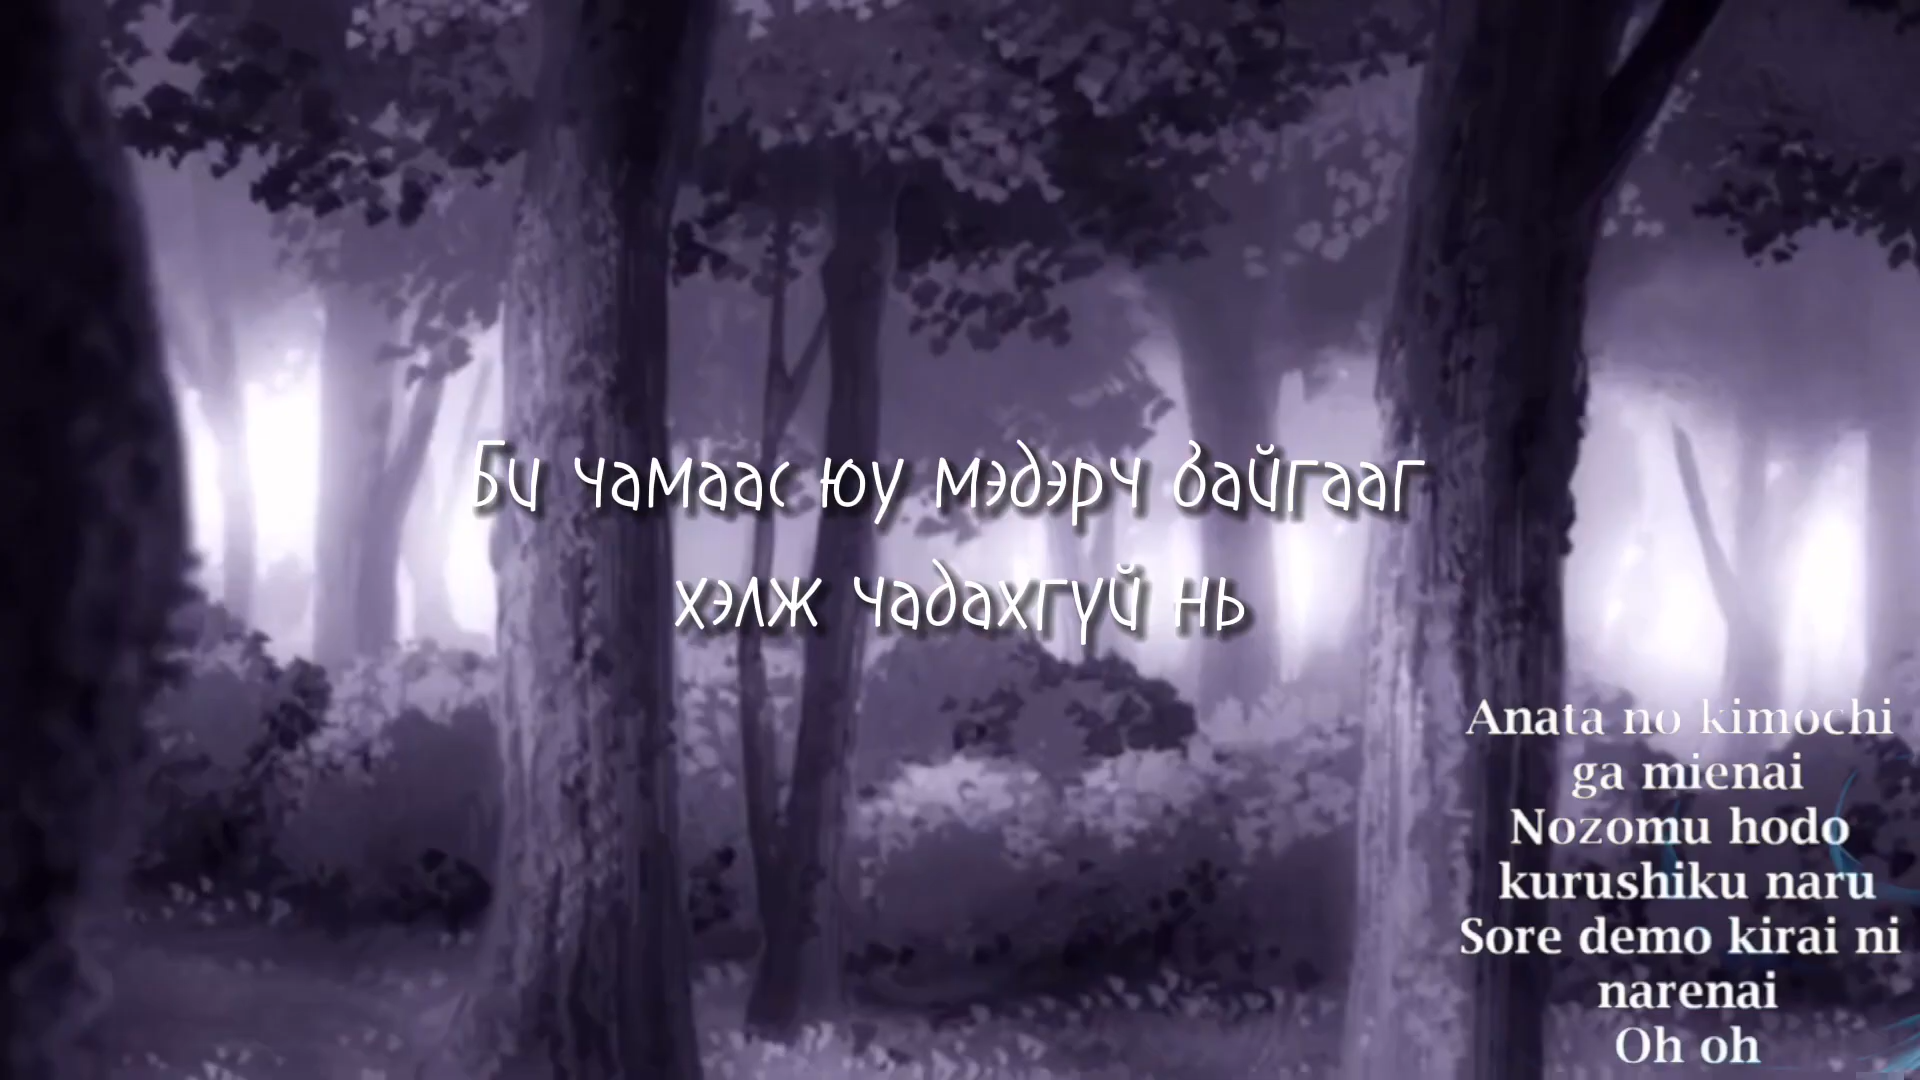 Би чамаас юу мэдэрч байгааг
хэлж чадахгүй нь
Anata no kimochi
ga mienai
Nozomu hodo
kurushiku naru
Sore demo kirai ni
narenai
Oh oh